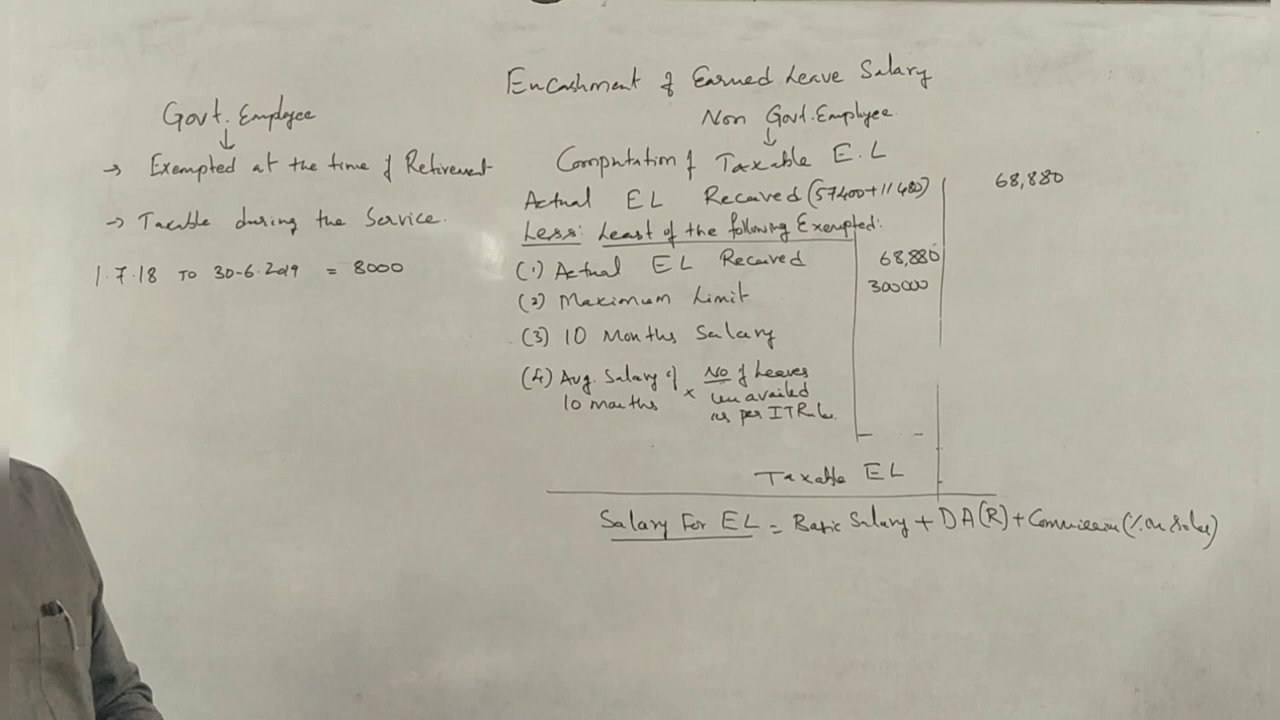 Encashment of Earned Leave Salary
Govt. Employee
↓
→ Exempted at the time of Retirement
→ Taxable during the Service.
1.7.18 TO 30-6.2019 = 8000
Non Govt. Employee.
↓
Computation of Taxable E.L
Actual EL Received (57400+11480) 68,880
Less: Least of the following Exempted:
(1) Actual EL Received 68,880
(2) Maximum Limit 300000
(3) 10 Months Salary
(4) Avg. Salary of 10 months × No of Leaves
unavailed
as per IT Rule.
Taxable EL
Salary For EL = Basic Salary + DA(R) + Commission (% on Sales)